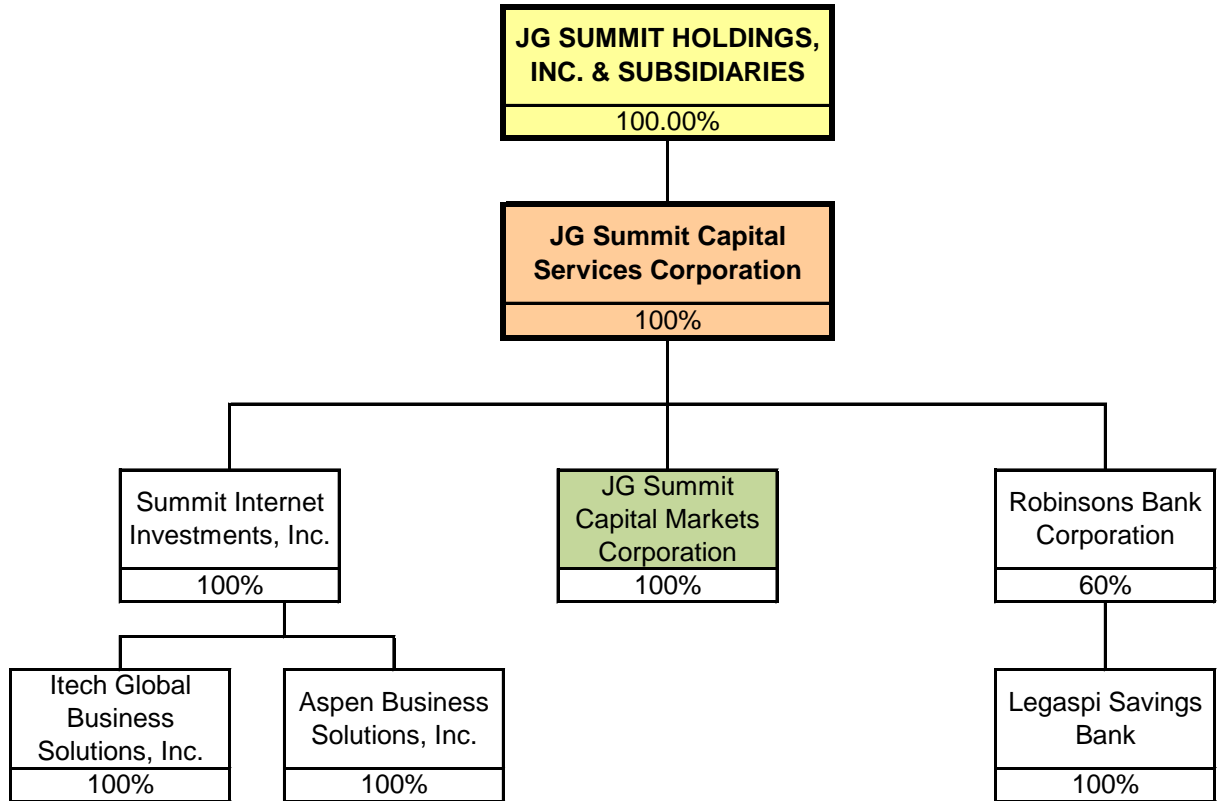 JG SUMMIT HOLDINGS,
INC. & SUBSIDIARIES
100.00%
JG Summit Capital
Services Corporation
100%
Summit Internet
Investments, Inc.
100%
JG Summit
Capital Markets
Corporation
100%
Robinsons Bank
Corporation
60%
Itech Global
Business
Solutions, Inc.
100%
Aspen Business
Solutions, Inc.
100%
Legaspi Savings
Bank
100%